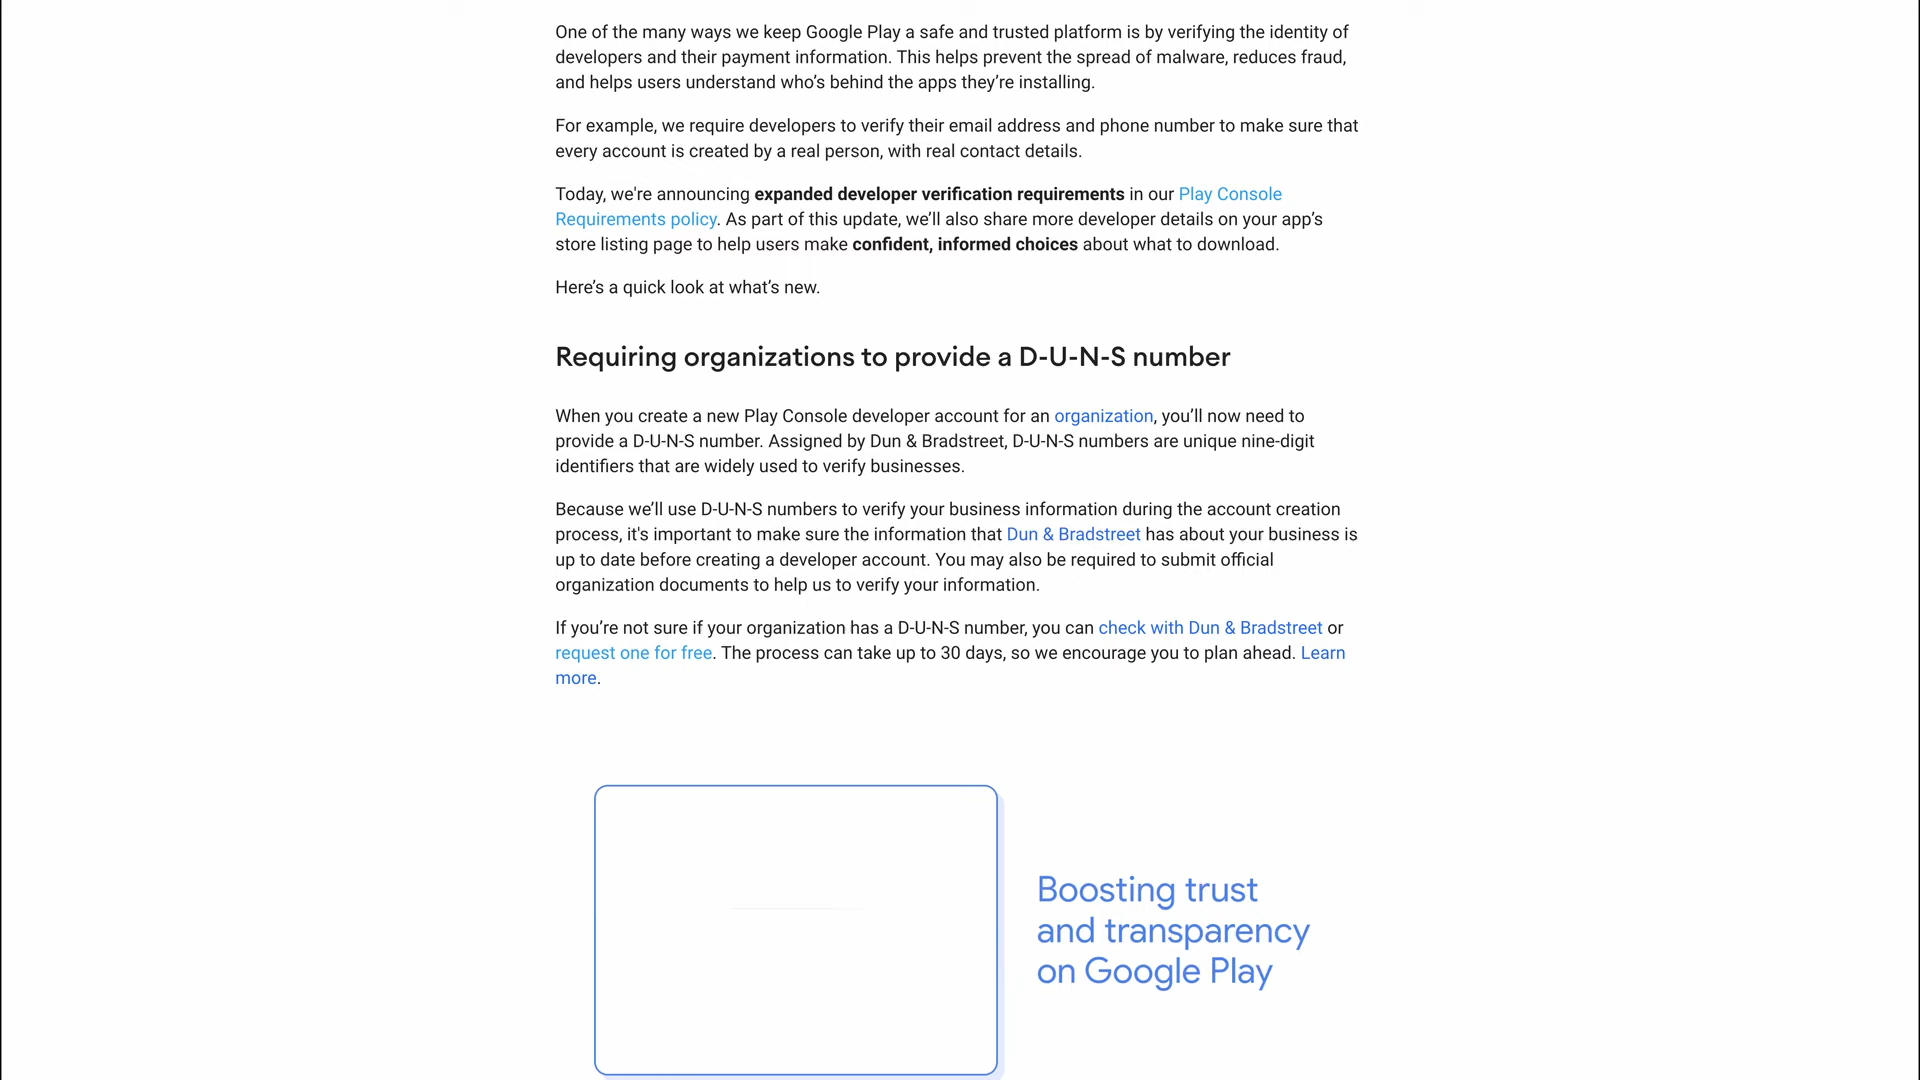 One of the many ways we keep Google Play a safe and trusted platform is by verifying the identity of
developers and their payment information. This helps prevent the spread of malware, reduces fraud,
and helps users understand who’s behind the apps they’re installing.
For example, we require developers to verify their email address and phone number to make sure that
every account is created by a real person, with real contact details.
Today, we're announcing expanded developer verification requirements in our Play Console
Requirements policy. As part of this update, we’ll also share more developer details on your app’s
store listing page to help users make confident, informed choices about what to download.
Here’s a quick look at what’s new.
Requiring organizations to provide a D-U-N-S number
When you create a new Play Console developer account for an organization, you’ll now need to
provide a D-U-N-S number. Assigned by Dun & Bradstreet, D-U-N-S numbers are unique nine-digit
identifiers that are widely used to verify businesses.
Because we’ll use D-U-N-S numbers to verify your business information during the account creation
process, it's important to make sure the information that Dun & Bradstreet has about your business is
up to date before creating a developer account. You may also be required to submit official
organization documents to help us to verify your information.
If you’re not sure if your organization has a D-U-N-S number, you can check with Dun & Bradstreet or
request one for free. The process can take up to 30 days, so we encourage you to plan ahead. Learn
more.
Boosting trust
and transparency
on Google Play